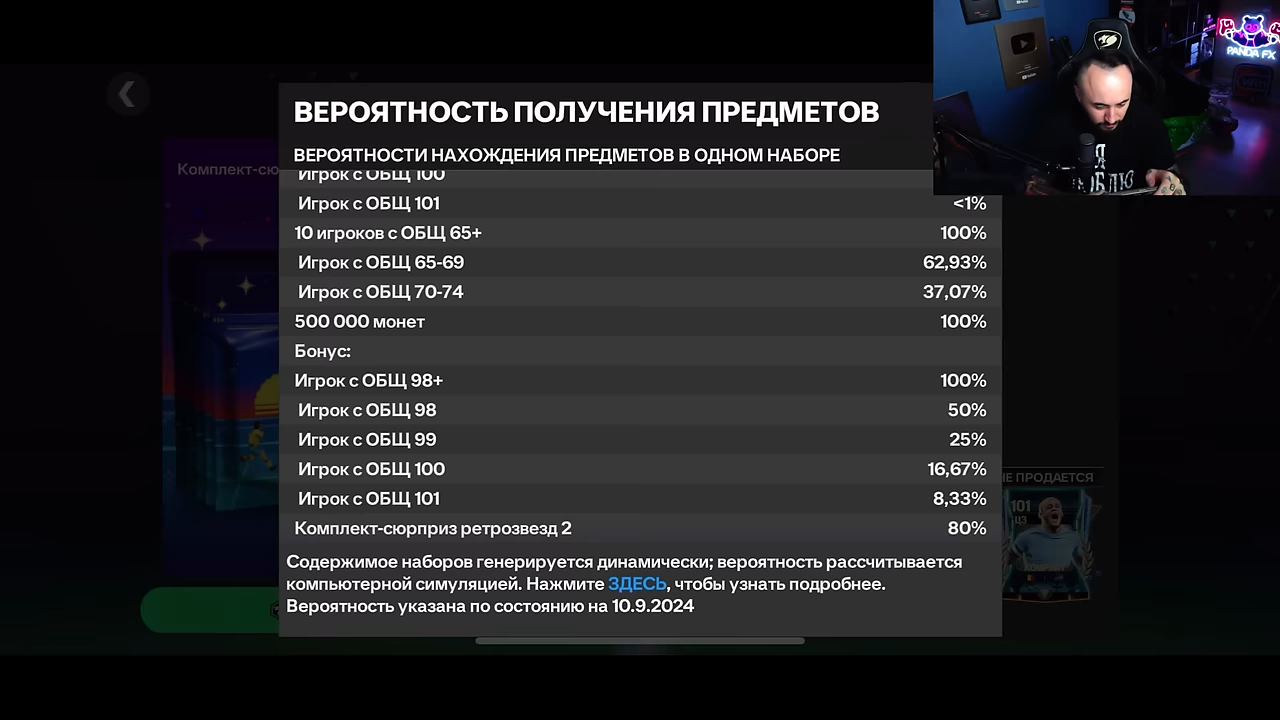 ВЕРОЯТНОСТЬ ПОЛУЧЕНИЯ ПРЕДМЕТОВ
ВЕРОЯТНОСТИ НАХОЖДЕНИЯ ПРЕДМЕТОВ В ОДНОМ НАБОРЕ
Игрок с ОБЩ 100
Игрок с ОБЩ 101 <1%
10 игроков с ОБЩ 65+ 100%
Игрок с ОБЩ 65-69 62,93%
Игрок с ОБЩ 70-74 37,07%
500 000 монет 100%
Бонус:
Игрок с ОБЩ 98+ 100%
Игрок с ОБЩ 98 50%
Игрок с ОБЩ 99 25%
Игрок с ОБЩ 100 16,67%
Игрок с ОБЩ 101 8,33%
Комплект-сюрприз ретрозвезд 2 80%
Содержимое наборов генерируется динамически; вероятность рассчитывается
компьютерной симуляцией. Нажмите ЗДЕСЬ, чтобы узнать подробнее.
Вероятность указана по состоянию на 10.9.2024
Комплект-сю
НЕ ПРОДАЕТСЯ
101
ЦЗ
PANDA FX
Я